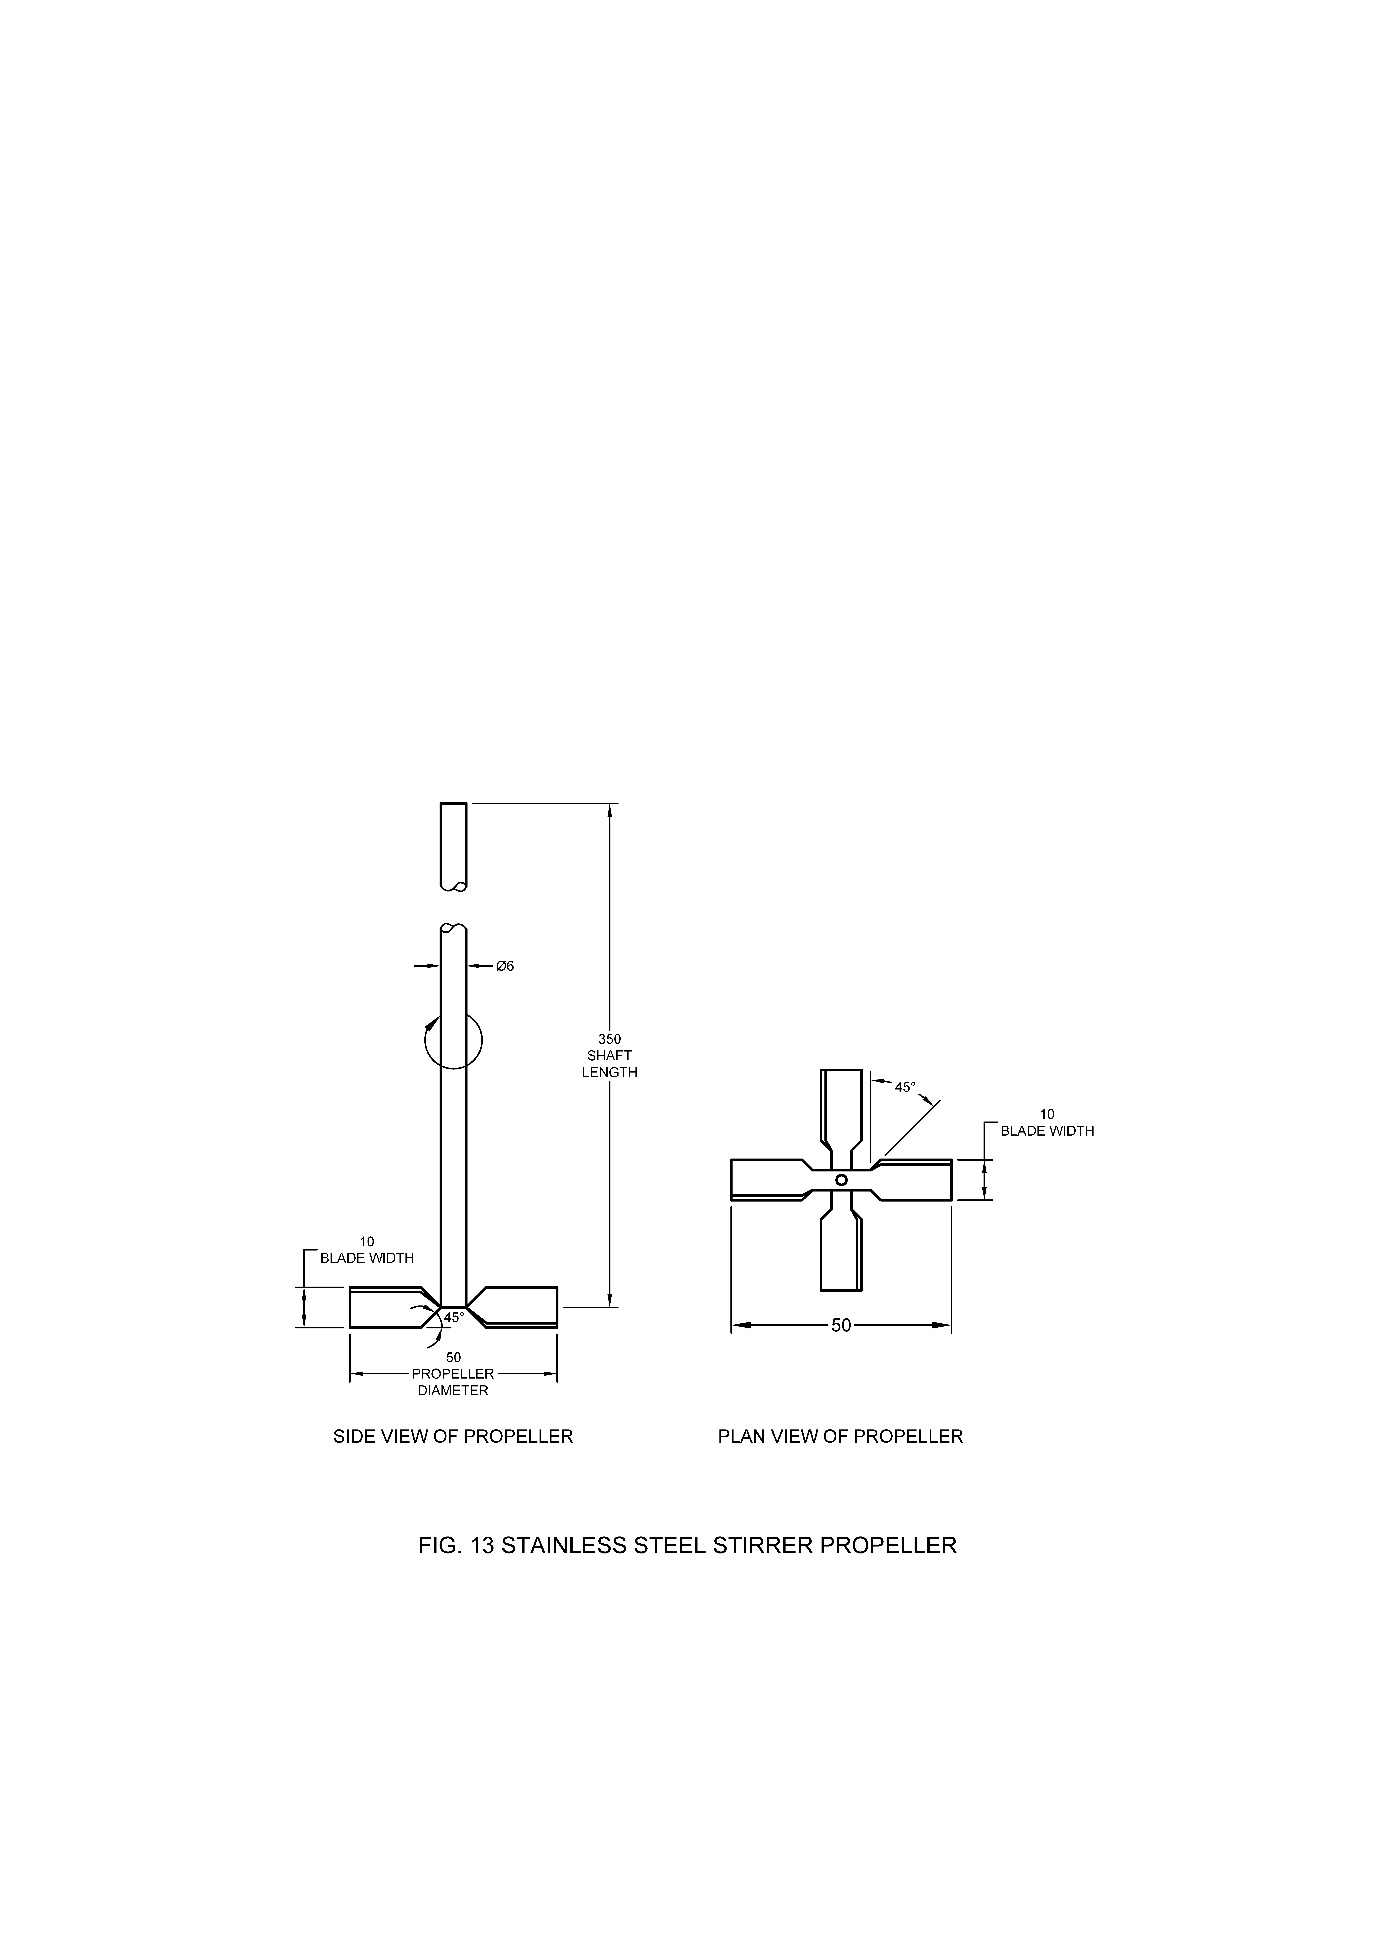 Ø6
350
SHAFT
LENGTH
10
BLADE WIDTH
45°
50
PROPELLER
DIAMETER
SIDE VIEW OF PROPELLER
45°
10
BLADE WIDTH
50
PLAN VIEW OF PROPELLER
FIG. 13 STAINLESS STEEL STIRRER PROPELLER